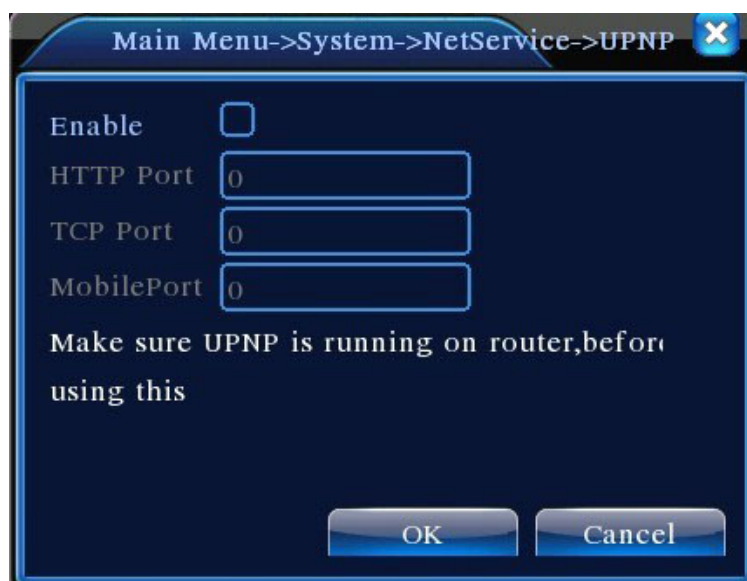 Main Menu->System->NetService->UPNP
Enable
HTTP Port 0
TCP Port 0
MobilePort 0
Make sure UPNP is running on router,before
using this
OK Cancel